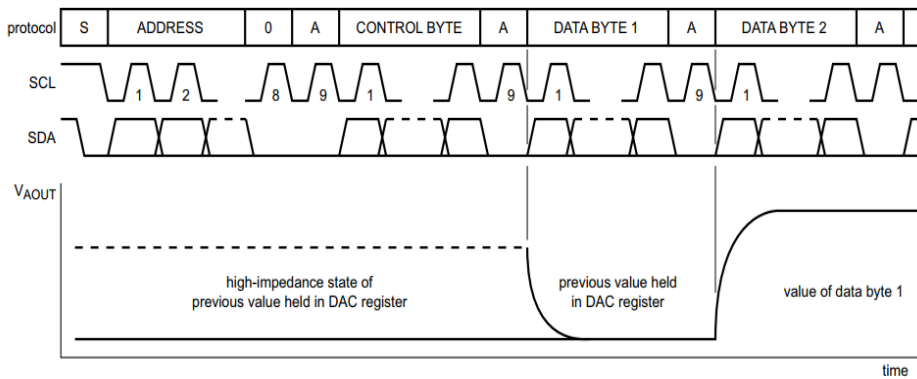 protocol S ADDRESS 0 A CONTROL BYTE A DATA BYTE 1 A DATA BYTE 2 A
SCL 1 2 8 9 1 9 1 9 1
SDA
VAOUT
high-impedance state of
previous value held in DAC register
previous value held
in DAC register
value of data byte 1
time